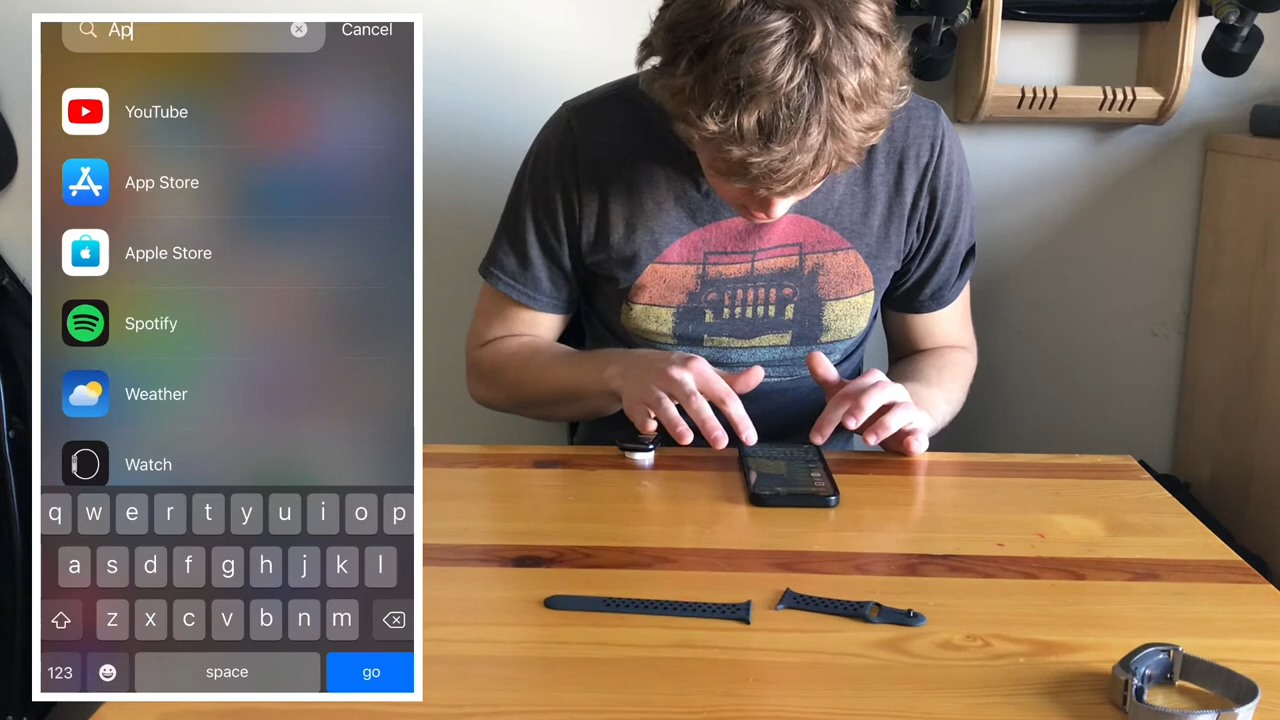 Ap
Cancel
YouTube
App Store
Apple Store
Spotify
Weather
Watch
q w e r t y u i o p
a s d f g h j k l
z x c v b n m
123 space go